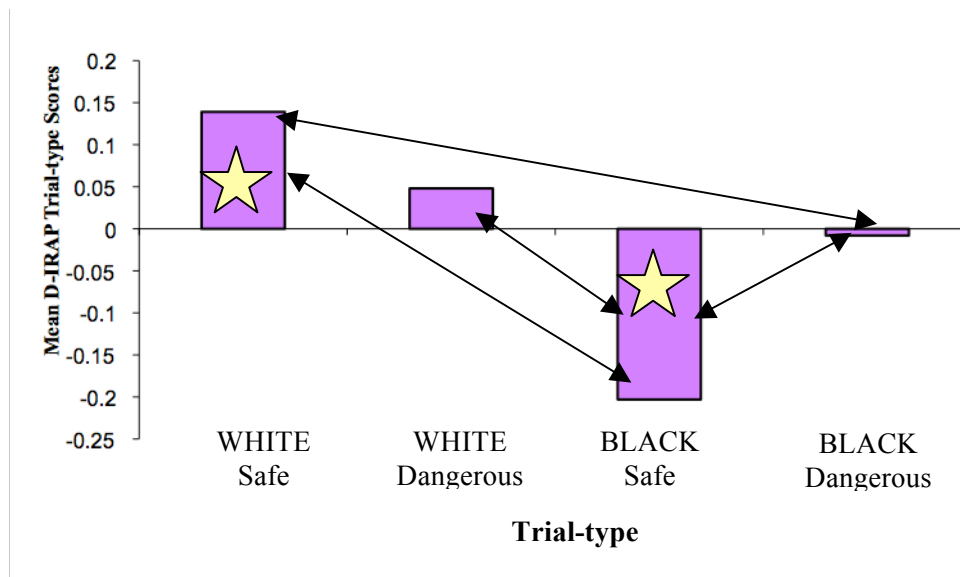 Mean D-IRAP Trial-type Scores
0.2
0.15
0.1
0.05
0
-0.05
-0.1
-0.15
-0.2
-0.25
WHITE
Safe
WHITE
Dangerous
BLACK
Safe
BLACK
Dangerous
Trial-type